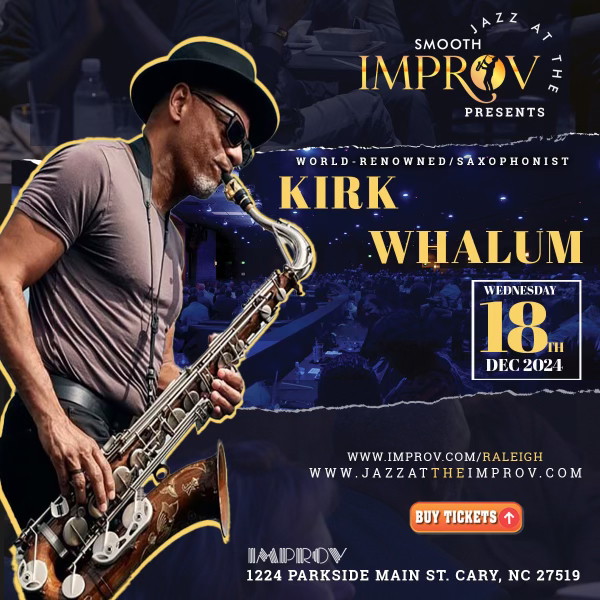 SMOOTH JAZZ AT THE
IMPROV
PRESENTS
WORLD-RENOWNED/SAXOPHONIST
KIRK
WHALUM
WEDNESDAY
18TH
DEC 2024
WWW.IMPROV.COM/RALEIGH
WWW.JAZZATTHEIMPROV.COM
BUY TICKETS
IMPROV
1224 PARKSIDE MAIN ST. CARY, NC 27519